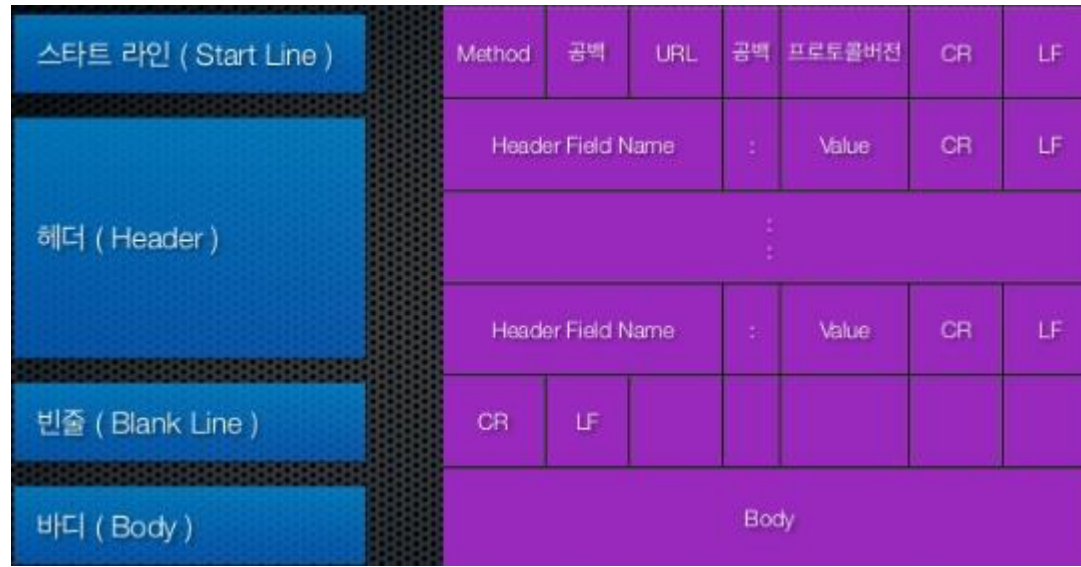 스타트 라인 ( Start Line )
Method 공백 URL 공백 프로토콜버전 CR LF
헤더 ( Header )
Header Field Name : Value CR LF
:
:
Header Field Name : Value CR LF
빈줄 ( Blank Line )
CR LF
바디 ( Body )
Body